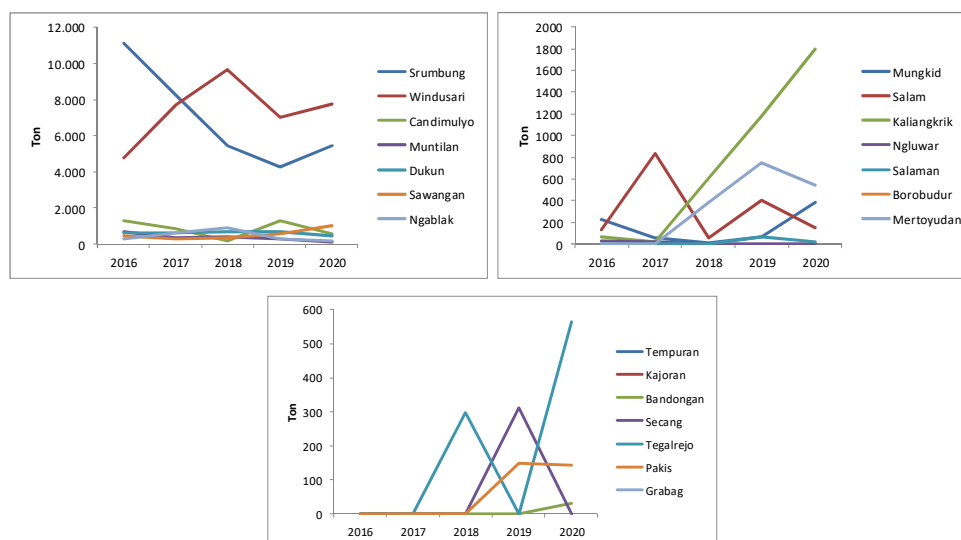 12.000
10.000
8.000
6.000
4.000
2.000
0
Ton
2016 2017 2018 2019 2020
Srumbung
Windusari
Candimulyo
Muntilan
Dukun
Sawangan
Ngablak
2000
1800
1600
1400
1200
1000
800
600
400
200
0
Ton
2016 2017 2018 2019 2020
Mungkid
Salam
Kaliangkrik
Ngluwar
Salaman
Borobudur
Mertoyudan
600
500
400
300
200
100
0
Ton
2016 2017 2018 2019 2020
Tempuran
Kajoran
Bandongan
Secang
Tegalrejo
Pakis
Grabag